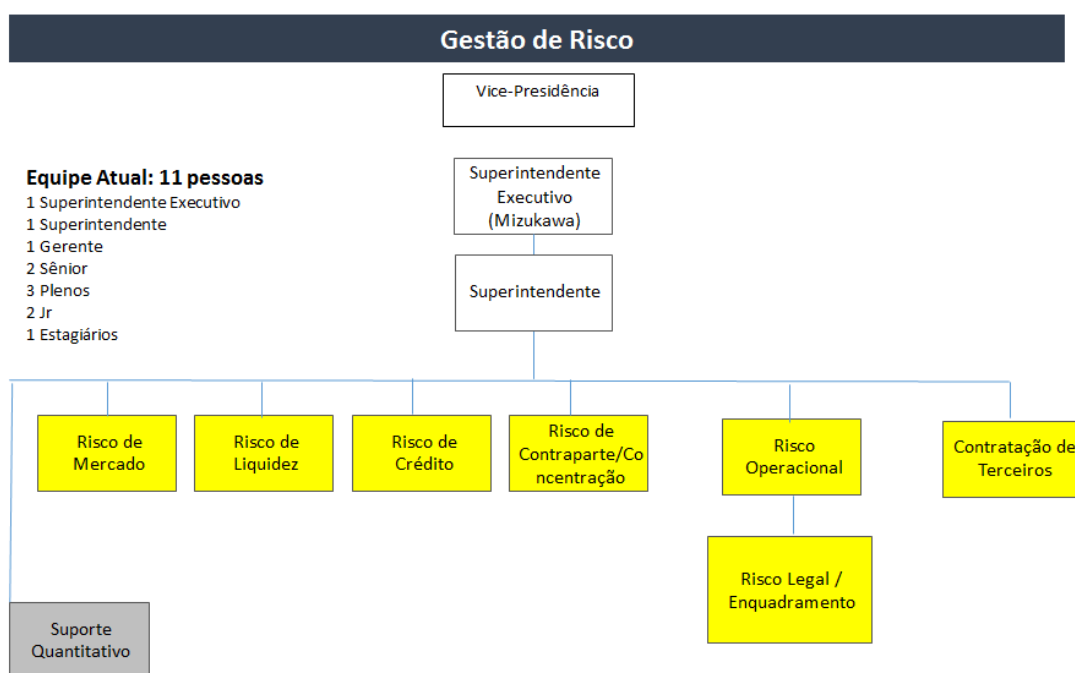 Gestão de Risco
Vice-Presidência
Equipe Atual: 11 pessoas
1 Superintendente Executivo
1 Superintendente
1 Gerente
2 Sênior
3 Plenos
2 Jr
1 Estagiários
Superintendente
Executivo
(Mizukawa)
Superintendente
Risco de
Mercado
Risco de
Liquidez
Risco de
Crédito
Risco de
Contraparte/Co
ncentração
Risco
Operacional
Contratação de
Terceiros
Risco Legal /
Enquadramento
Suporte
Quantitativo